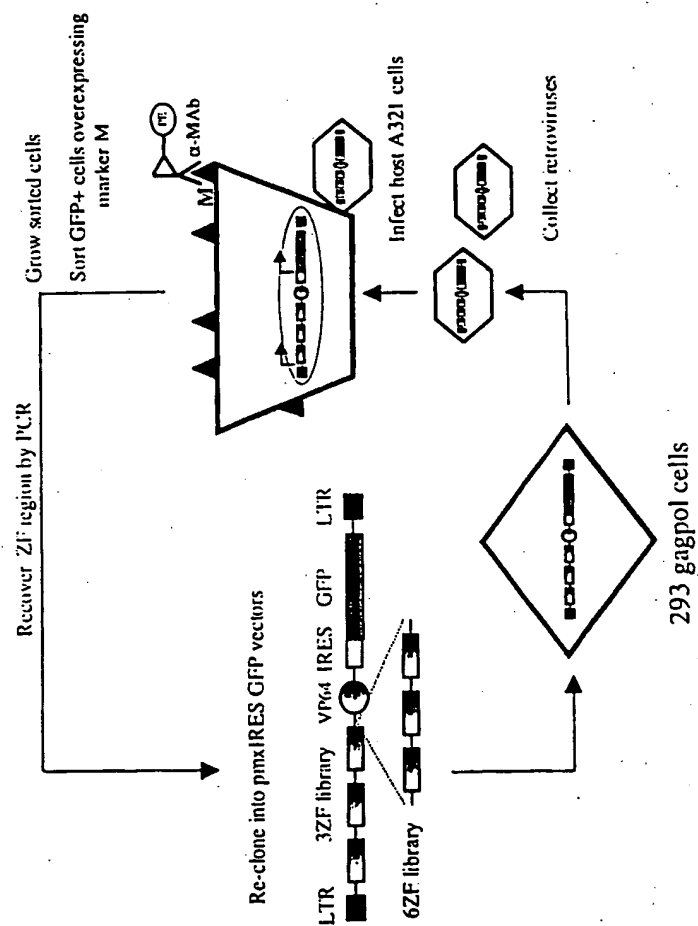 Recover ZF region by PCR
Grow sorted cells
Sort GFP+ cells overexpressing
marker M
PE
α-MAb
M
Re-clone into pmxIRES GFP vectors
LTR 3ZF library VP64 IRES GFP LTR
6ZF library
Infect host A321 cells
Collect retroviruses
293 gagpol cells